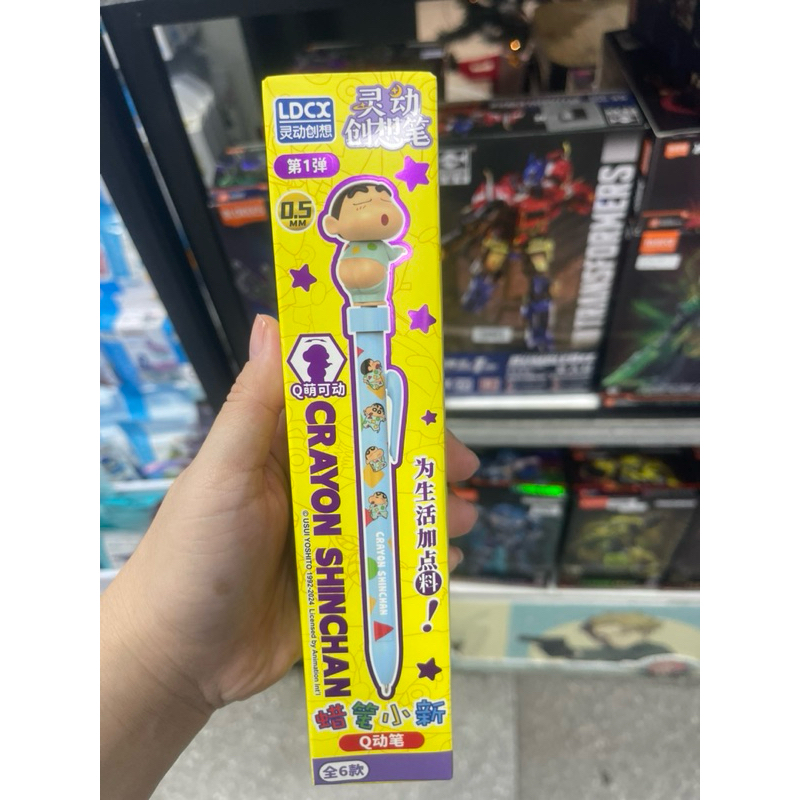 LDCX
灵动创想
灵动
创想笔
第1弹
0.5
MM
Q萌可动
CRAYON SHINCHAN
©USUI YOSHITO 1992-2024 Licensed by Animation Int'l
CRAYON SHINCHAN
为生活加点料!
蜡笔小新
Q动笔
全6款
TRANSFORMERS